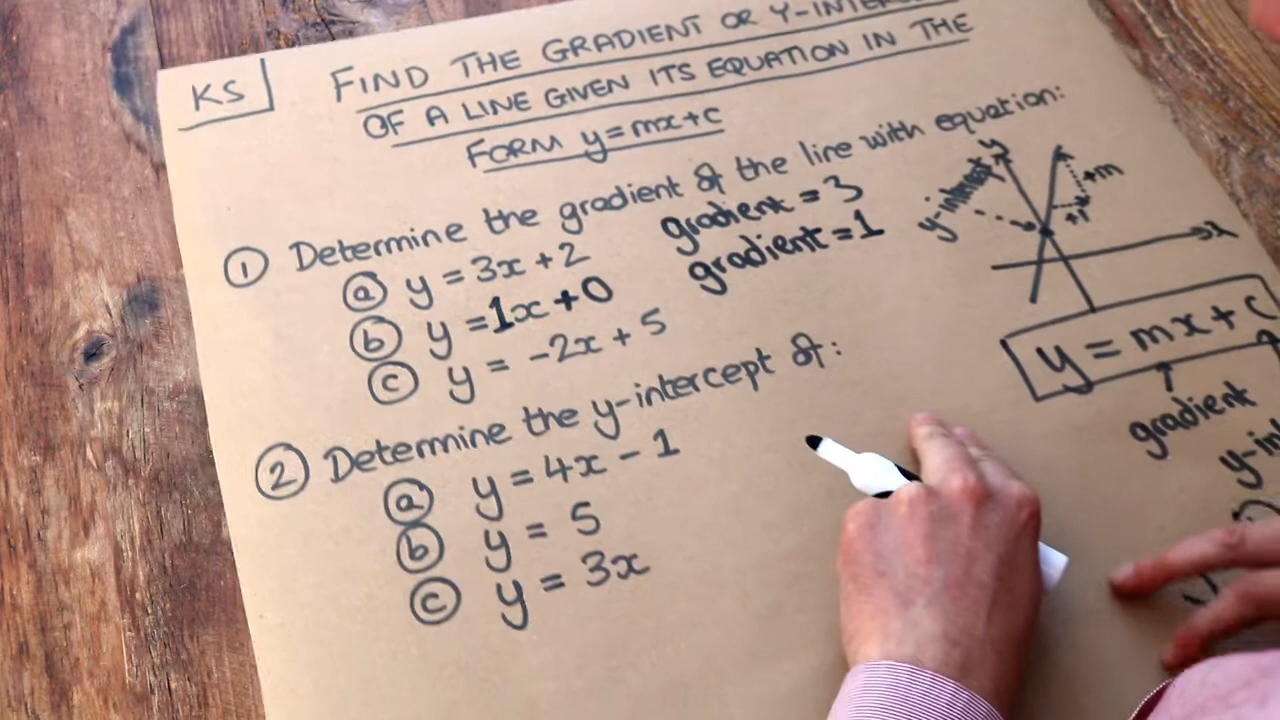 KS
FIND THE GRADIENT OR Y-
OF A LINE GIVEN ITS EQUATION IN THE
FORM y=mx+c
① Determine the gradient of the line with equation:
ⓐ y = 3x + 2 gradient = 3
ⓑ y = 1x + 0 gradient = 1
ⓒ y = -2x + 5
② Determine the y-intercept of:
ⓐ y = 4x - 1
ⓑ y = 5
ⓒ y = 3x
y
y-intercept
+m
+1
x
y = mx + c
gradient